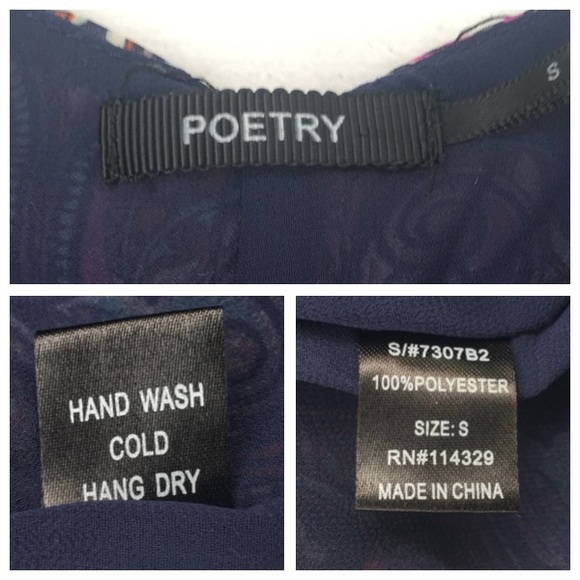 POETRY
S
HAND WASH
COLD
HANG DRY
S/#7307B2
100%POLYESTER
SIZE: S
RN#114329
MADE IN CHINA